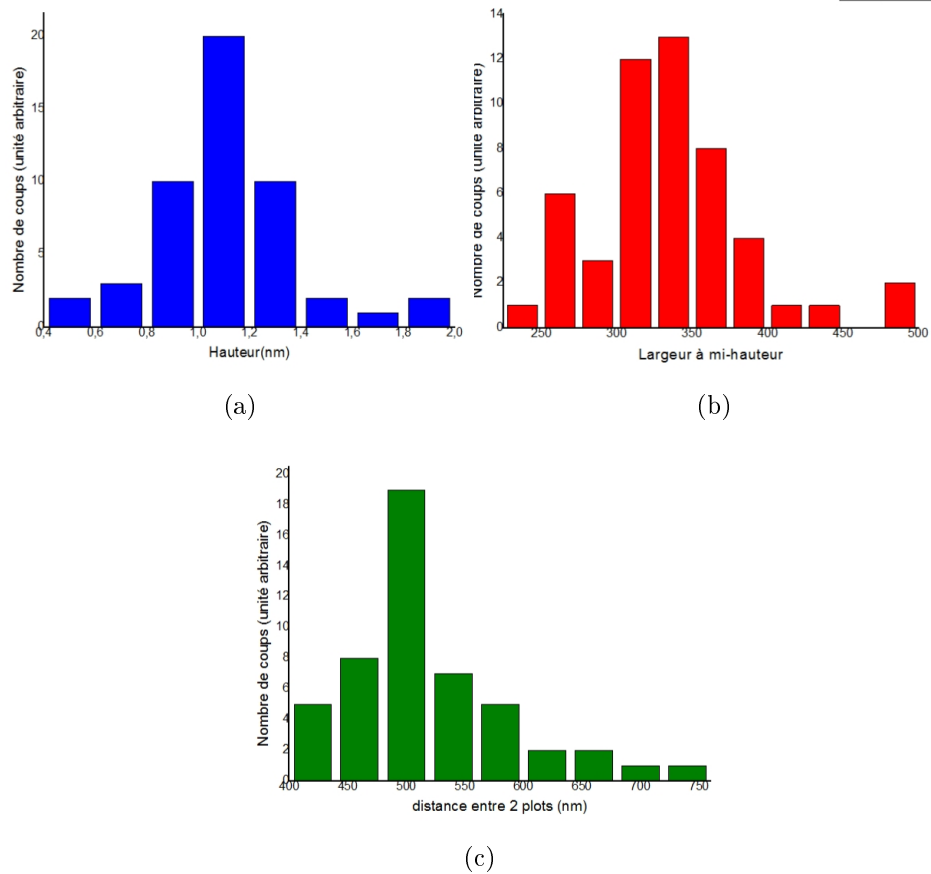 Nombre de coups (unité arbitraire)
20
15
10
5
0
0,4 0,6 0,8 1,0 1,2 1,4 1,6 1,8 2,0
Hauteur(nm)
(a)
Nombre de coups (unité arbitraire)
14
12
10
8
6
4
2
0
250 300 350 400 450 500
Largeur à mi-hauteur
(b)
Nombre de coups (unité arbitraire)
20
18
16
14
12
10
8
6
4
2
0
400 450 500 550 600 650 700 750
distance entre 2 plots (nm)
(c)